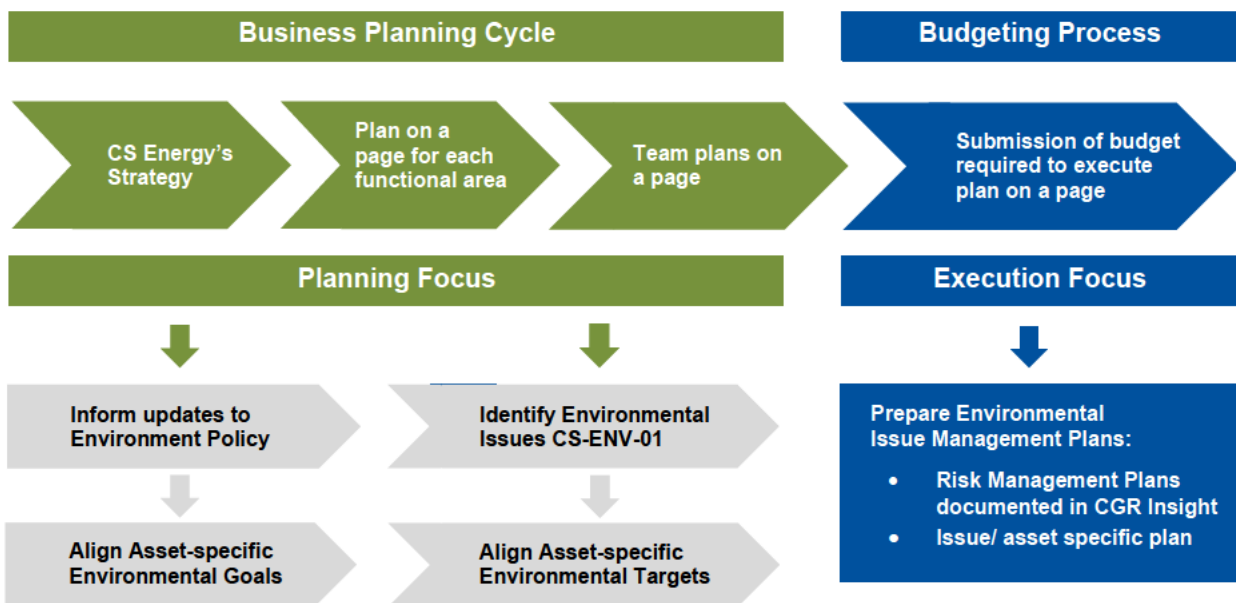 Business Planning Cycle
Budgeting Process
CS Energy's
Strategy
Plan on a
page for each
functional area
Team plans on
a page
Submission of budget
required to execute
plan on a page
Planning Focus
Execution Focus
Inform updates to
Environment Policy
Identify Environmental
Issues CS-ENV-01
Align Asset-specific
Environmental Goals
Align Asset-specific
Environmental Targets
Prepare Environmental
Issue Management Plans:
• Risk Management Plans
documented in CGR Insight
• Issue/ asset specific plan